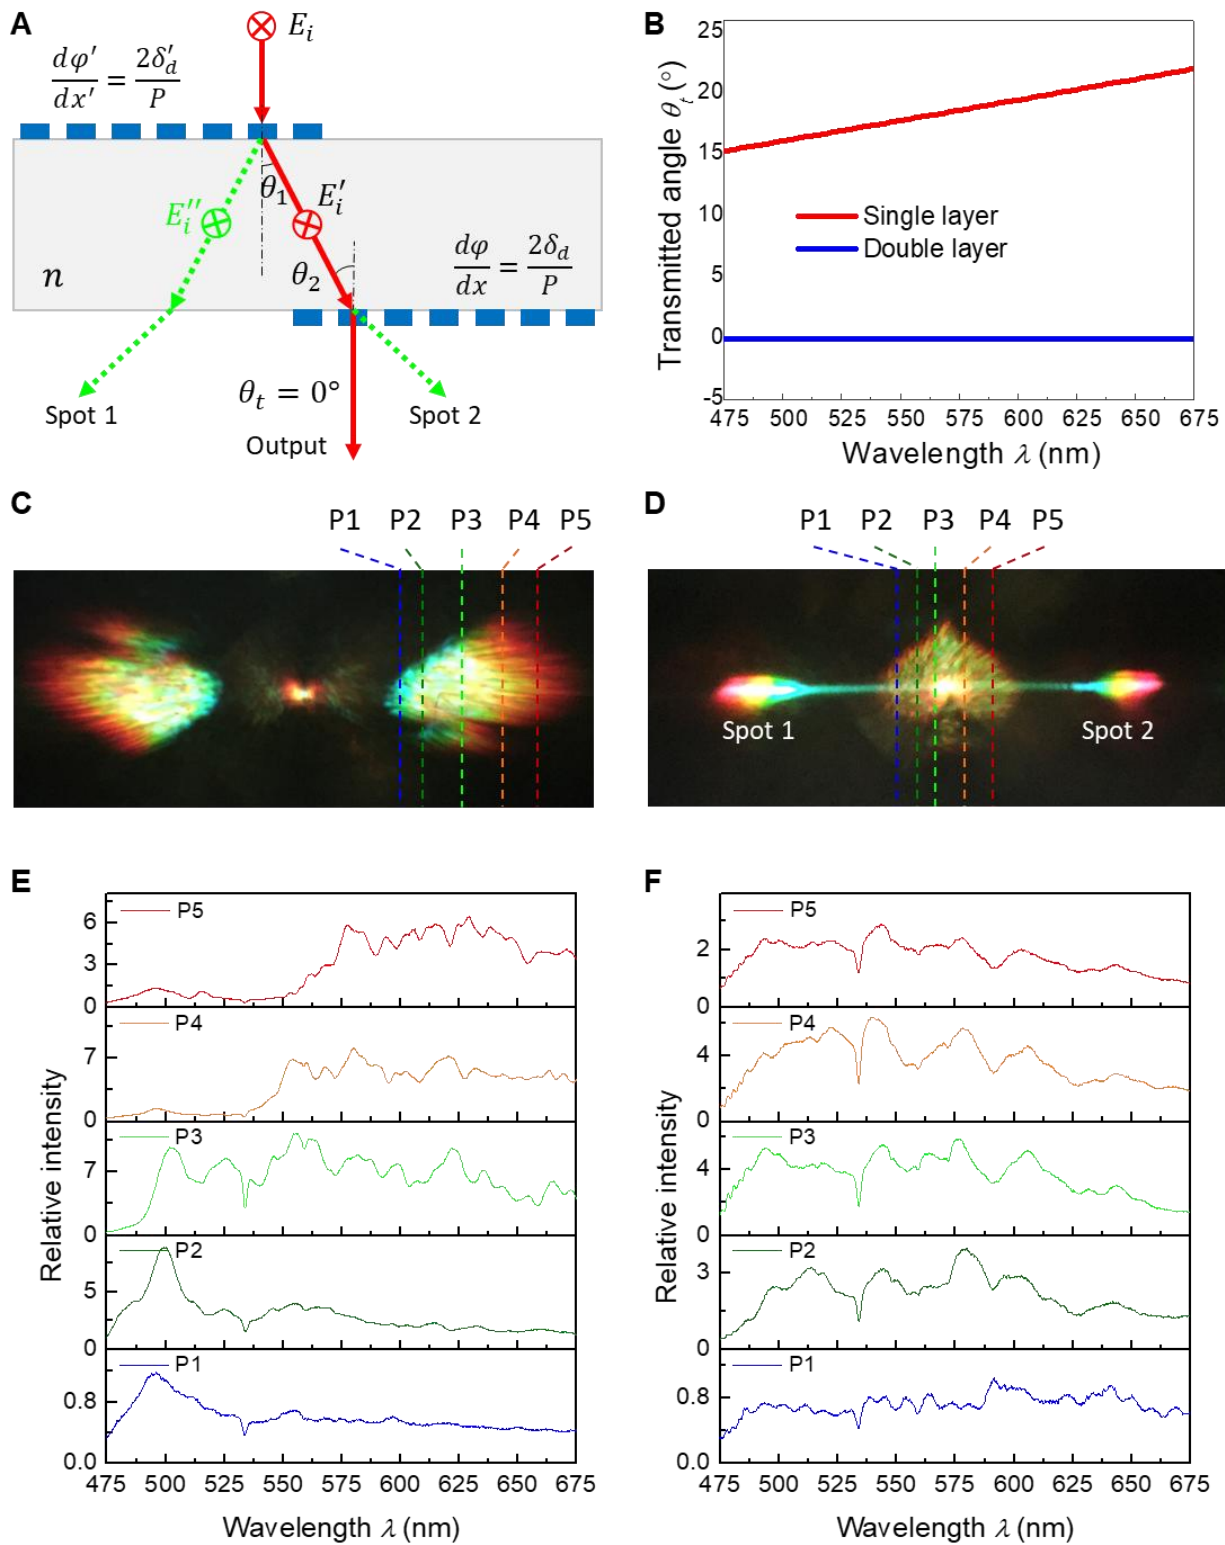 A
E_i
dφ'/dx' = 2δ'_d/P
θ_1
E_i'
E_i''
n
θ_2
dφ/dx = 2δ_d/P
θ_t = 0°
Spot 1
Output
Spot 2
B
Transmitted angle θ_t (°)
25
20
15
10
5
0
-5
Single layer
Double layer
475 500 525 550 575 600 625 650 675
Wavelength λ (nm)
C
P1 P2 P3 P4 P5
D
P1 P2 P3 P4 P5
Spot 1
Spot 2
E
Relative intensity
P5
6
3
0
P4
7
0
P3
7
0
P2
5
0
P1
0.8
0.0
475 500 525 550 575 600 625 650 675
Wavelength λ (nm)
F
Relative intensity
P5
2
0
P4
4
0
P3
4
0
P2
3
0
P1
0.8
0.0
475 500 525 550 575 600 625 650 675
Wavelength λ (nm)